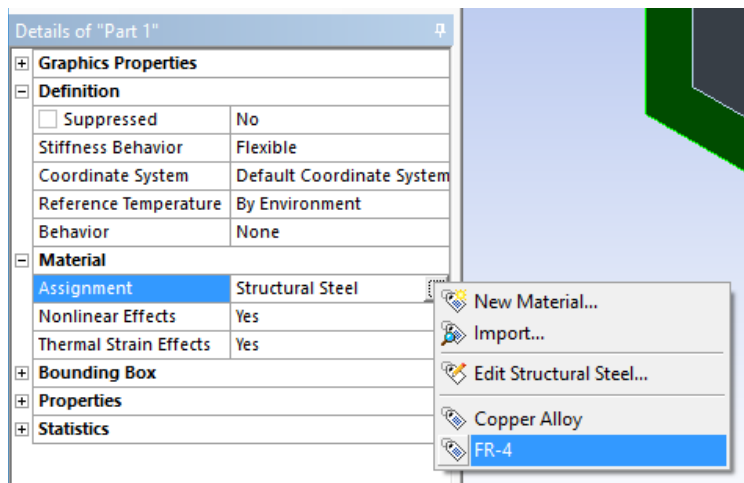 Details of "Part 1"
Graphics Properties
Definition
Suppressed No
Stiffness Behavior Flexible
Coordinate System Default Coordinate System
Reference Temperature By Environment
Behavior None
Material
Assignment Structural Steel
Nonlinear Effects Yes
Thermal Strain Effects Yes
Bounding Box
Properties
Statistics
New Material...
Import...
Edit Structural Steel...
Copper Alloy
FR-4